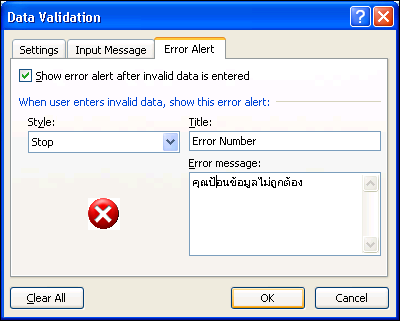 Data Validation
Settings
Input Message
Error Alert
Show error alert after invalid data is entered
When user enters invalid data, show this error alert:
Style:
Title:
Stop
Error Number
Error message:
คุณป้อนข้อมูลไม่ถูกต้อง
Clear All
OK
Cancel